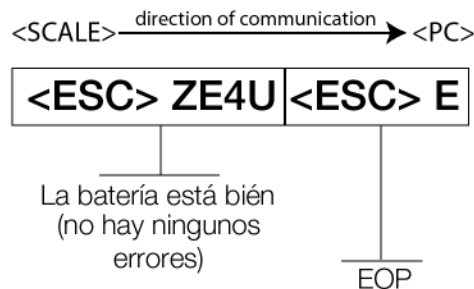 direction of communication
<SCALE> <PC>
<ESC> ZE4U <ESC> E
La batería está bién
(no hay ningunos
errores)
EOP